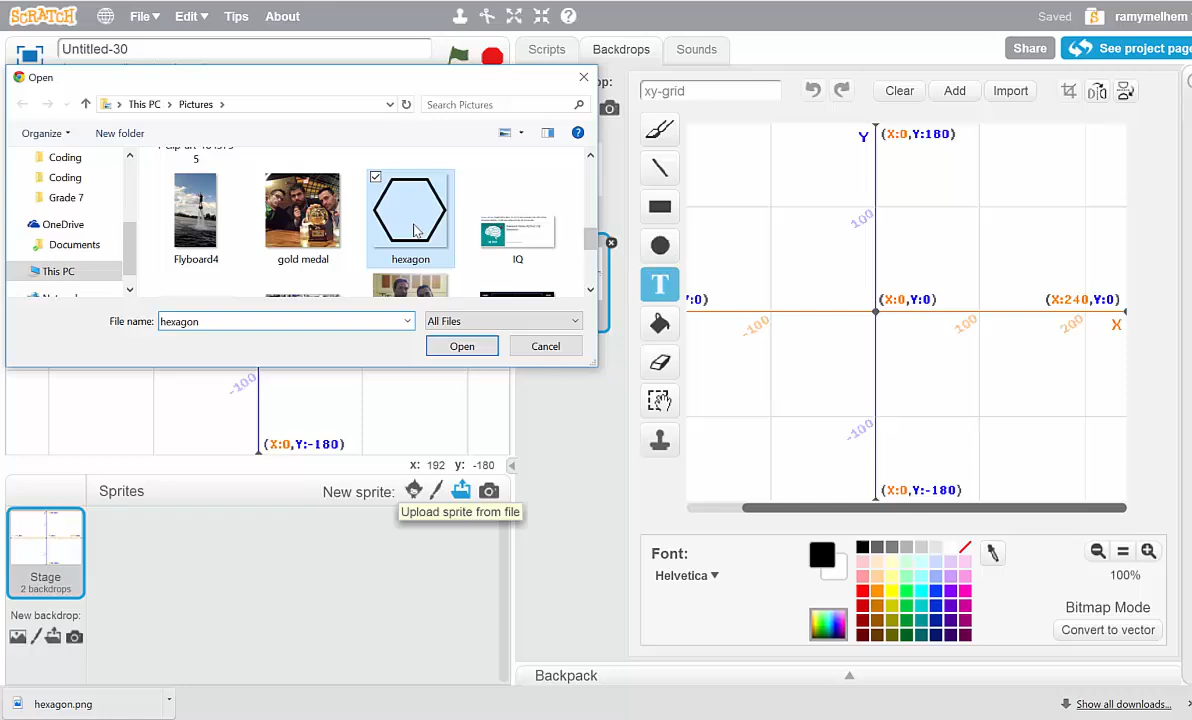 SCRATCH File▼ Edit▼ Tips About Saved ramymelhem
Untitled-30 Scripts Backdrops Sounds Share See project page
Open
This PC Pictures Search Pictures
Organize New folder
Coding
Coding
Grade 7
OneDrive
Documents
This PC
5
Flyboard4 gold medal hexagon IQ
File name: hexagon All Files
Open Cancel
-100
(X:0,Y:-180)
x: 192 y: -180
Sprites New sprite:
Upload sprite from file
Stage
2 backdrops
New backdrop:
xy-grid Clear Add Import
T
Y (X:0,Y:180)
100
(X:0,Y:0) (X:240,Y:0)
-100 100 200 X
-100
(X:0,Y:-180)
Font:
Helvetica▼
100%
Bitmap Mode
Convert to vector
Backpack
hexagon.png Show all downloads...